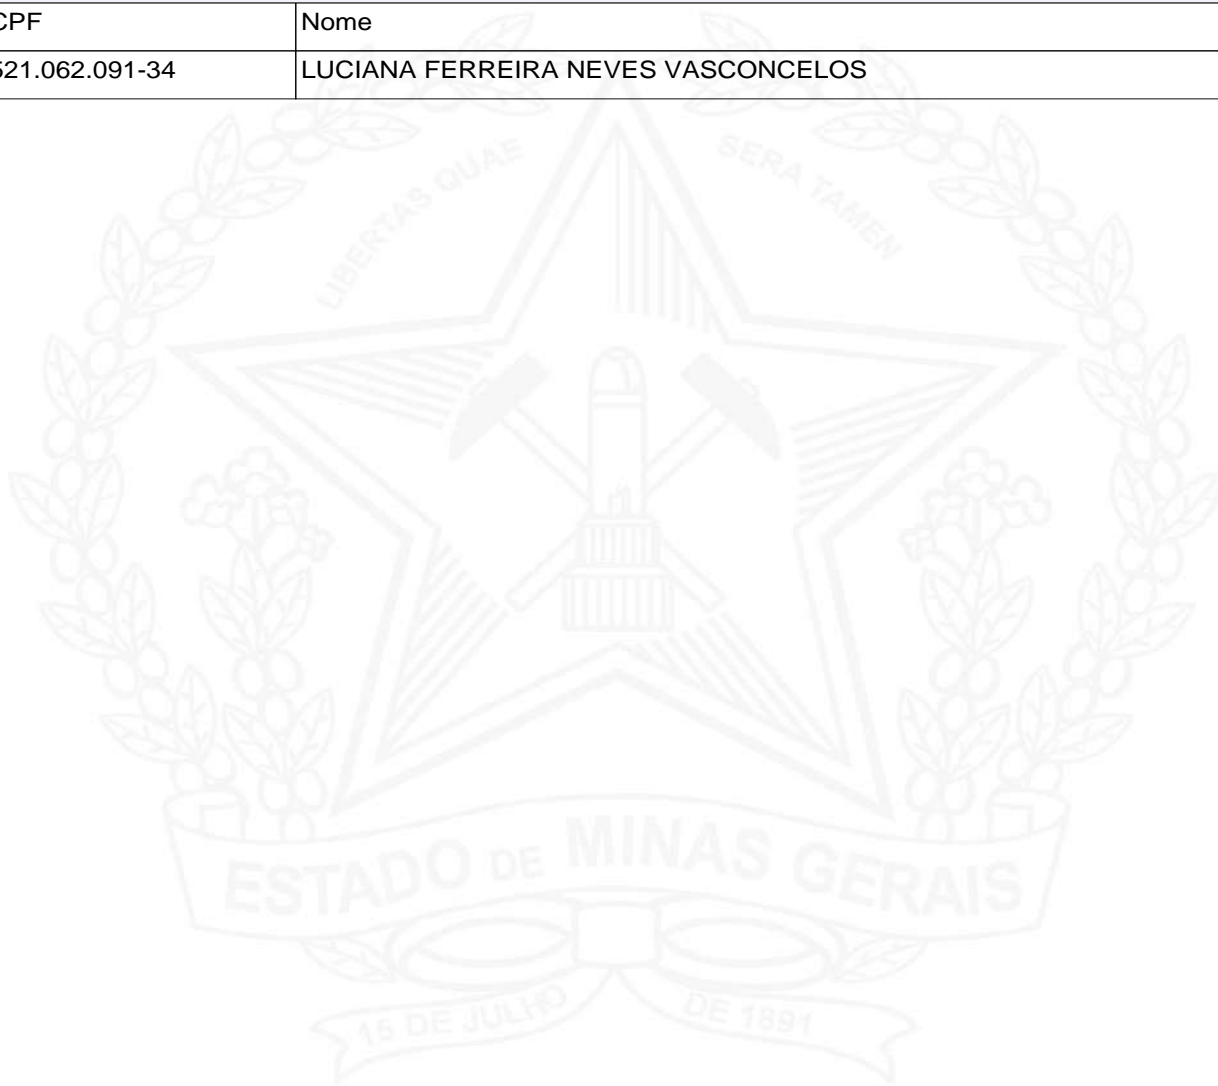 CPF Nome
521.062.091-34 LUCIANA FERREIRA NEVES VASCONCELOS
LIBERTAS QUAE SERA TAMEN
ESTADO DE MINAS GERAIS
15 DE JULHO DE 1891